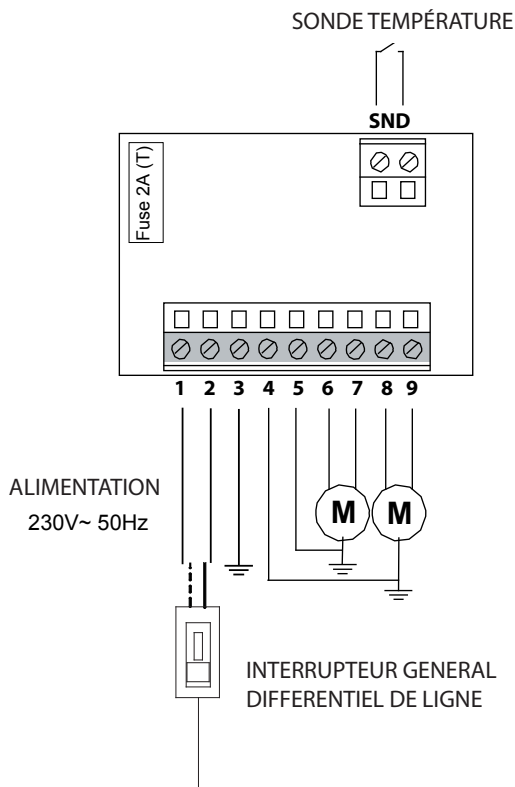 SONDE TEMPÉRATURE
SND
Fuse 2A (T)
1 2 3 4 5 6 7 8 9
ALIMENTATION
230V~ 50Hz
M M
INTERRUPTEUR GENERAL
DIFFERENTIEL DE LIGNE